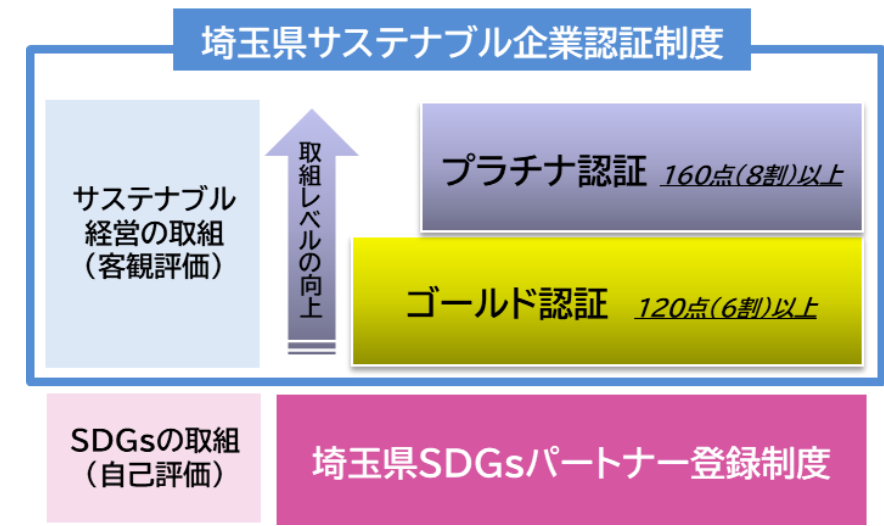 埼玉県サステナブル企業認証制度
サステナブル
経営の取組
（客観評価）
取組レベルの向上
プラチナ認証 160点(8割)以上
ゴールド認証 120点(6割)以上
SDGsの取組
（自己評価）
埼玉県SDGsパートナー登録制度